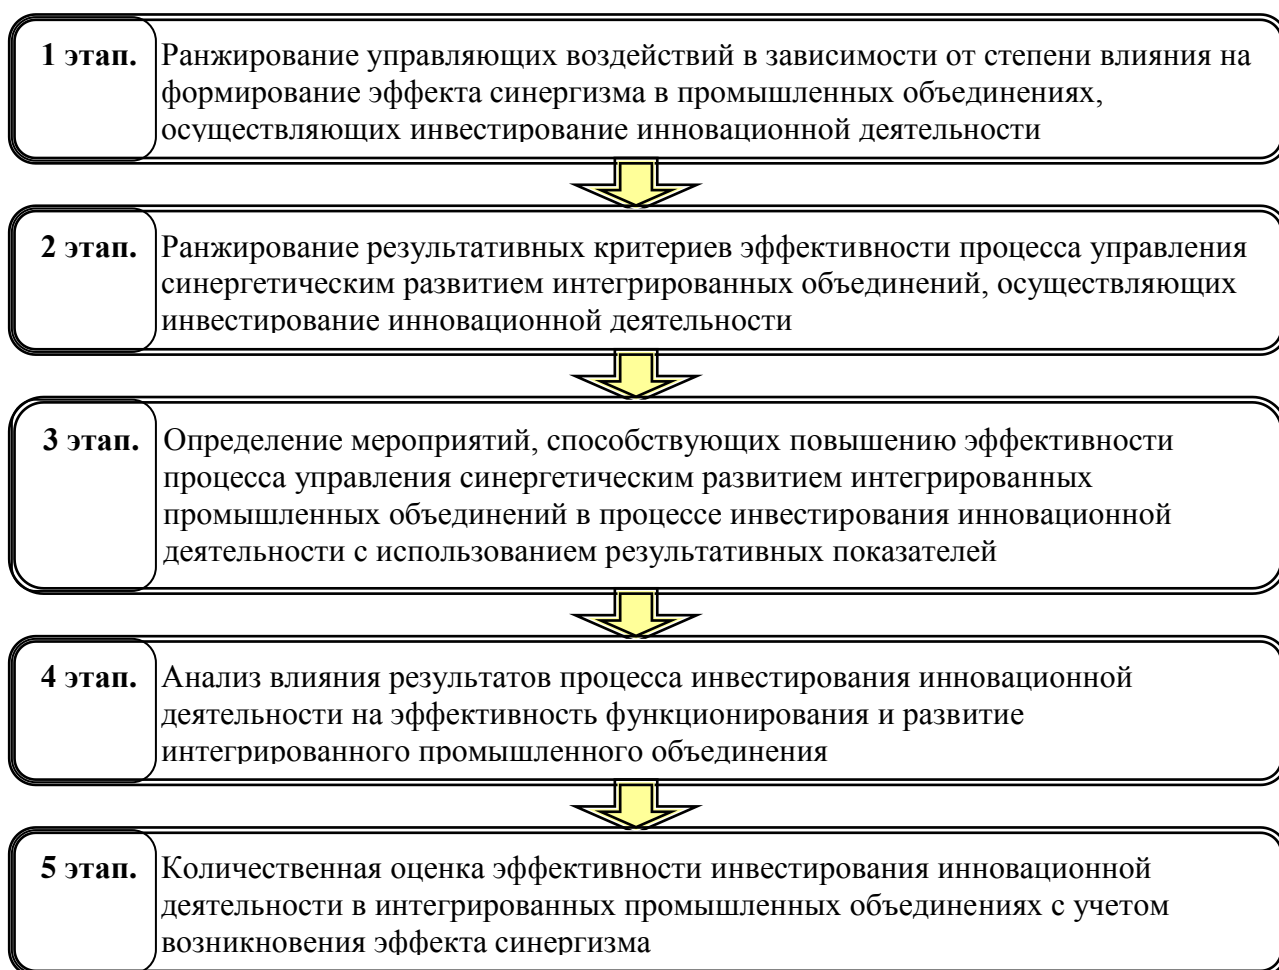 1 этап. Ранжирование управляющих воздействий в зависимости от степени влияния на
формирование эффекта синергизма в промышленных объединениях,
осуществляющих инвестирование инновационной деятельности
2 этап. Ранжирование результативных критериев эффективности процесса управления
синергетическим развитием интегрированных объединений, осуществляющих
инвестирование инновационной деятельности
3 этап. Определение мероприятий, способствующих повышению эффективности
процесса управления синергетическим развитием интегрированных
промышленных объединений в процессе инвестирования инновационной
деятельности с использованием результативных показателей
4 этап. Анализ влияния результатов процесса инвестирования инновационной
деятельности на эффективность функционирования и развитие
интегрированного промышленного объединения
5 этап. Количественная оценка эффективности инвестирования инновационной
деятельности в интегрированных промышленных объединениях с учетом
возникновения эффекта синергизма